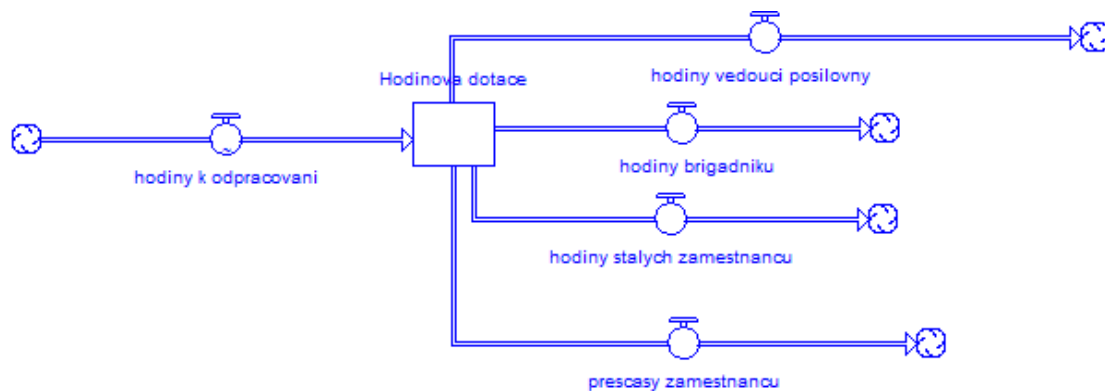 hodiny vedouci posilovny
Hodinova dotace
hodiny k odpracovani
hodiny brigadniku
hodiny stalych zamestnancu
prescasy zamestnancu